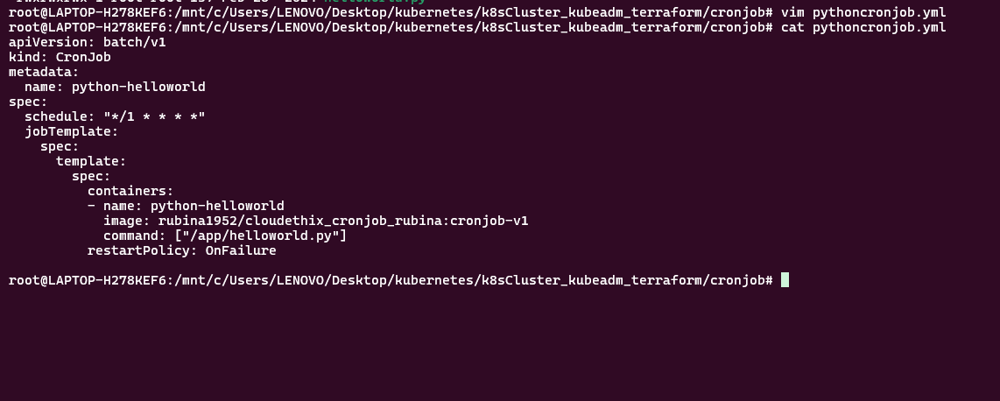 root@LAPTOP-H278KEF6:/mnt/c/Users/LENOVO/Desktop/kubernetes/k8sCluster_kubeadm_terraform/cronjob# vim pythoncronjob.yml
root@LAPTOP-H278KEF6:/mnt/c/Users/LENOVO/Desktop/kubernetes/k8sCluster_kubeadm_terraform/cronjob# cat pythoncronjob.yml
apiVersion: batch/v1
kind: CronJob
metadata:
  name: python-helloworld
spec:
  schedule: "*/1 * * * *"
  jobTemplate:
    spec:
      template:
        spec:
          containers:
          - name: python-helloworld
            image: rubina1952/cloudethix_cronjob_rubina:cronjob-v1
            command: ["/app/helloworld.py"]
          restartPolicy: OnFailure

root@LAPTOP-H278KEF6:/mnt/c/Users/LENOVO/Desktop/kubernetes/k8sCluster_kubeadm_terraform/cronjob#